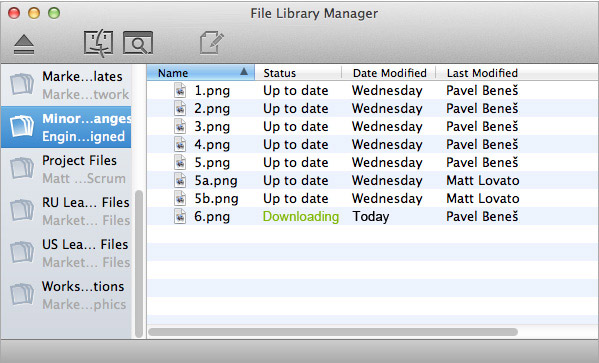 File Library Manager
Marke...lates
Marke...twork
Minor...anges
Engin...igned
Project Files
Matt ...Scrum
RU Lea... Files
Market... Files
US Lea... Files
Market... Files
Works...tions
Marke...phics
Name Status Date Modified Last Modified
1.png Up to date Wednesday Pavel Beneš
2.png Up to date Wednesday Pavel Beneš
3.png Up to date Wednesday Pavel Beneš
4.png Up to date Wednesday Pavel Beneš
5.png Up to date Wednesday Pavel Beneš
5a.png Up to date Wednesday Matt Lovato
5b.png Up to date Wednesday Matt Lovato
6.png Downloading Today Pavel Beneš